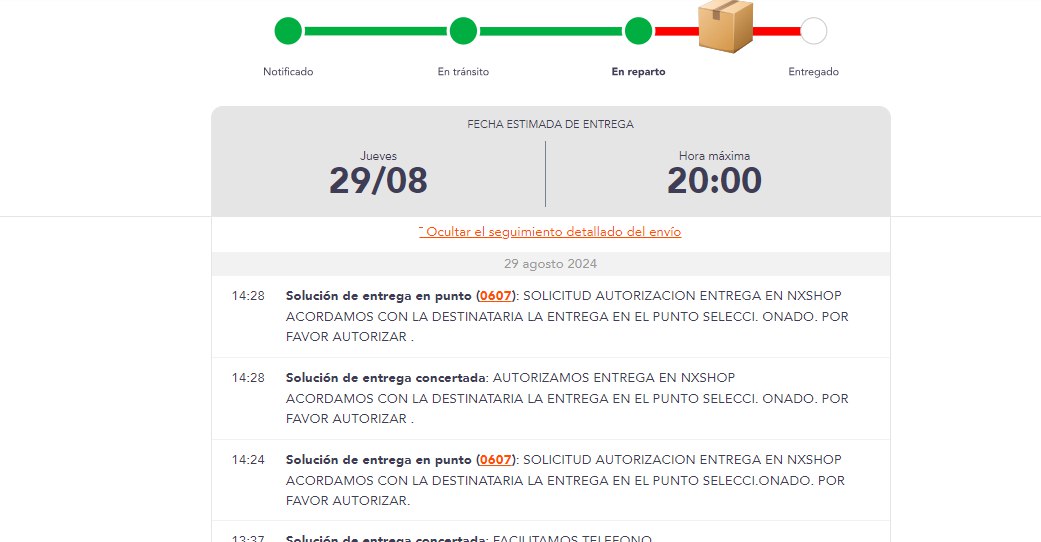 Notificado
En tránsito
En reparto
Entregado
FECHA ESTIMADA DE ENTREGA
Jueves
29/08
Hora máxima
20:00
Ocultar el seguimiento detallado del envío
29 agosto 2024
14:28 Solución de entrega en punto (0607): SOLICITUD AUTORIZACION ENTREGA EN NXSHOP
ACORDAMOS CON LA DESTINATARIA LA ENTREGA EN EL PUNTO SELECCI. ONADO. POR
FAVOR AUTORIZAR .
14:28 Solución de entrega concertada: AUTORIZAMOS ENTREGA EN NXSHOP
ACORDAMOS CON LA DESTINATARIA LA ENTREGA EN EL PUNTO SELECCI. ONADO. POR
FAVOR AUTORIZAR .
14:24 Solución de entrega en punto (0607): SOLICITUD AUTORIZACION ENTREGA EN NXSHOP
ACORDAMOS CON LA DESTINATARIA LA ENTREGA EN EL PUNTO SELECCI.ONADO. POR
FAVOR AUTORIZAR.
13:37 Solución de entrega concertada: FACILITAMOS TELEFONO